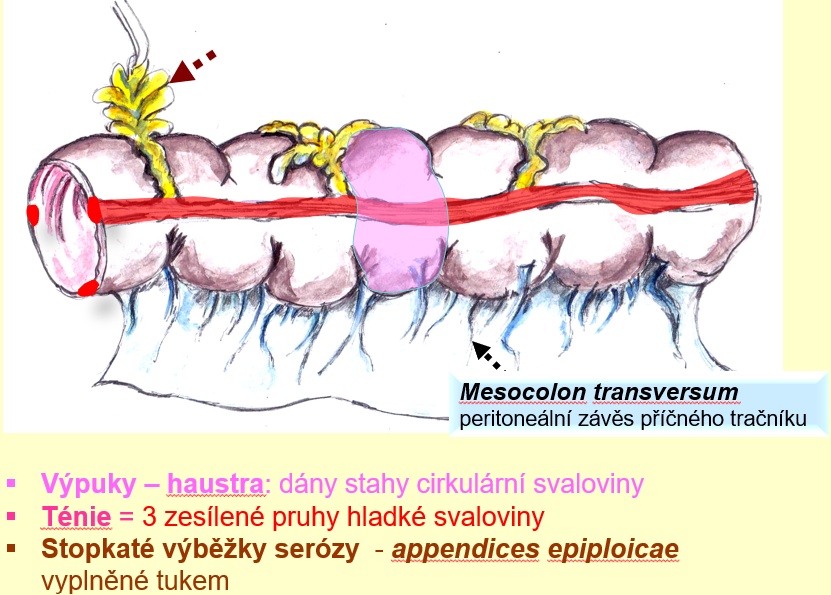 Mesocolon transversum
peritoneální závěs příčného tračníku
▪ Výpuky – haustra: dány stahy cirkulární svaloviny
▪ Ténie = 3 zesílené pruhy hladké svaloviny
▪ Stopkaté výběžky serózy - appendices epiploicae
vyplněné tukem